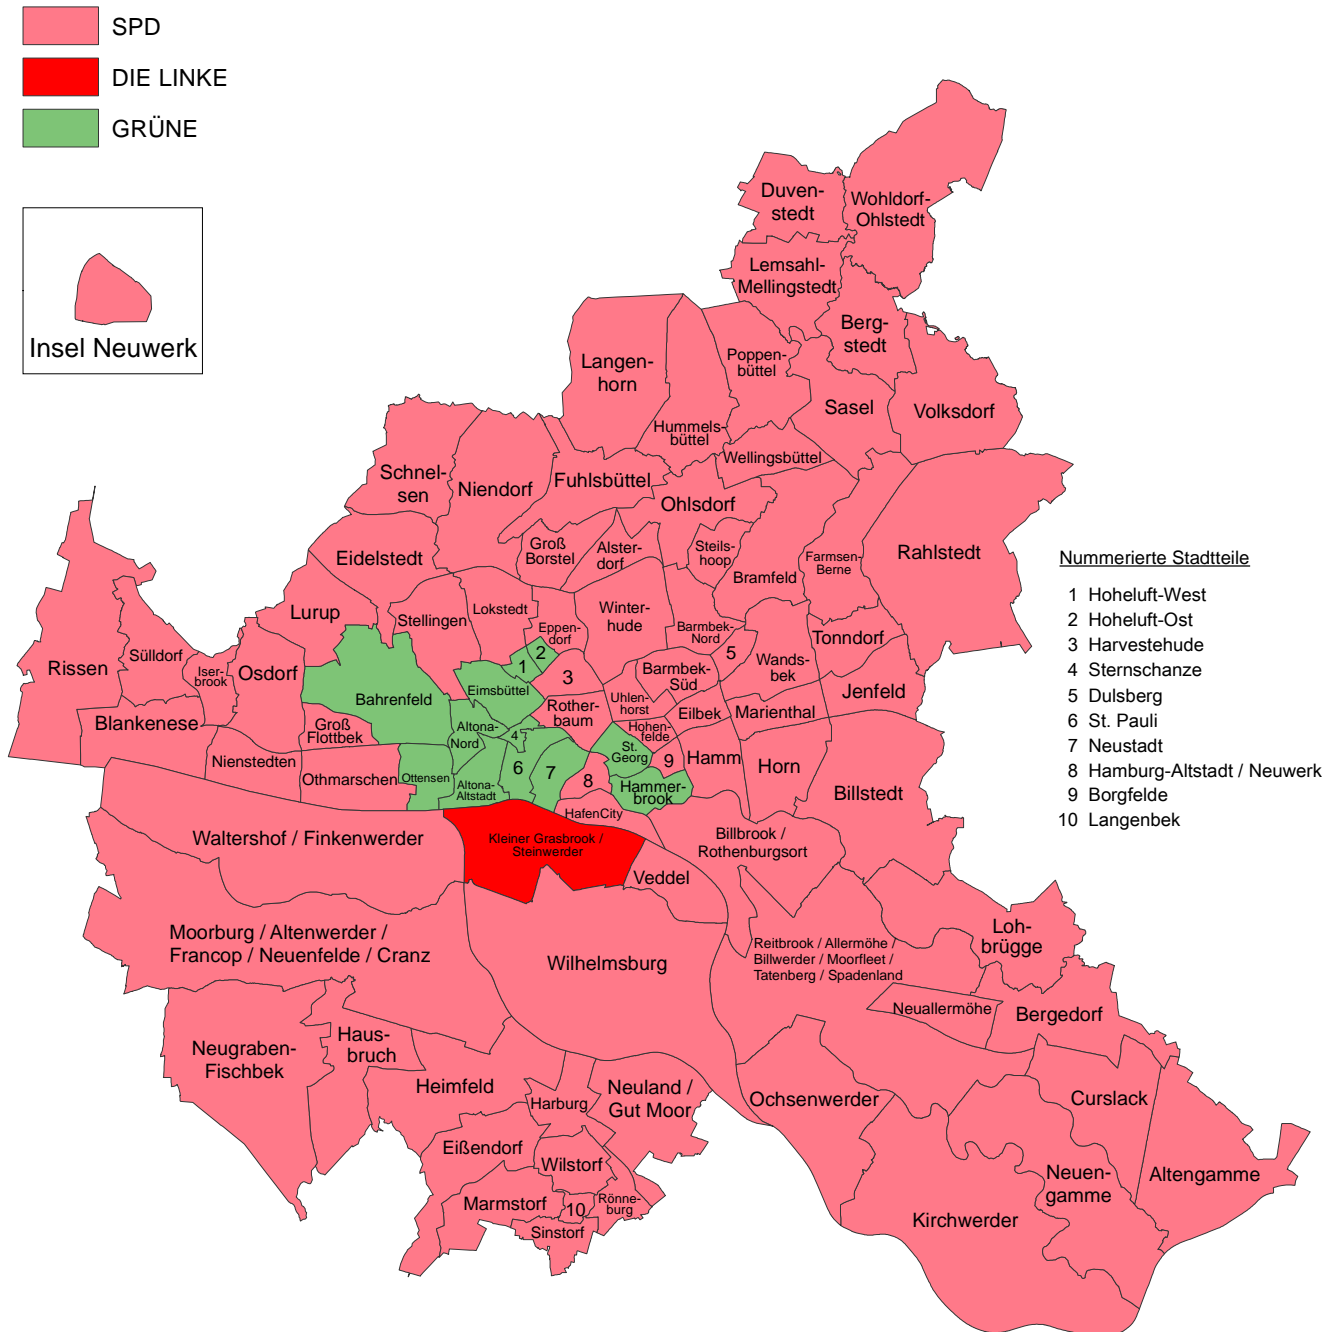 SPD
DIE LINKE
GRÜNE
Insel Neuwerk
Duven-
stedt
Wohldorf-
Ohlstedt
Lemsahl-
Mellingstedt
Berg-
stedt
Langen-
horn
Poppen-
büttel
Sasel
Volksdorf
Hummels-
büttel
Wellingsbüttel
Schnel-
sen
Niendorf
Fuhlsbüttel
Ohlsdorf
Eidelstedt
Groß
Borstel
Alster-
dorf
Steils-
hoop
Bramfeld
Farmsen-
Berne
Rahlstedt
Lurup
Stellingen
Lokstedt
Eppen-
dorf
Winter-
hude
Barmbek-
Nord
5
Wands-
bek
Tonndorf
Rissen
Sülldorf
Iser-
brook
Osdorf
Bahrenfeld
Eimsbüttel
1
2
3
Barmbek-
Süd
Jenfeld
Blankenese
Groß
Flottbek
Altona-
Nord
4
Rother-
baum
Uhlen-
horst
Hohen-
felde
Eilbek
Marienthal
Nienstedten
Othmarschen
Ottensen
Altona-
Altstadt
6
7
8
St.
Georg
9
Hamm
Horn
Hammer-
brook
Billstedt
HafenCity
Waltershof / Finkenwerder
Kleiner Grasbrook /
Steinwerder
Billbrook /
Rothenburgsort
Veddel
Moorburg / Altenwerder /
Francop / Neuenfelde / Cranz
Wilhelmsburg
Reitbrook / Allermöhe /
Billwerder / Moorfleet /
Tatenberg / Spadenland
Loh-
brügge
Neuallermöhe
Bergedorf
Neugraben-
Fischbek
Haus-
bruch
Heimfeld
Harburg
Neuland /
Gut Moor
Ochsenwerder
Curslack
Eißendorf
Wilstorf
Neuen-
gamme
Altengamme
Marmstorf
10
Rönne-
burg
Sinstorf
Kirchwerder
Nummerierte Stadtteile
1 Hoheluft-West
2 Hoheluft-Ost
3 Harvestehude
4 Sternschanze
5 Dulsberg
6 St. Pauli
7 Neustadt
8 Hamburg-Altstadt / Neuwerk
9 Borgfelde
10 Langenbek